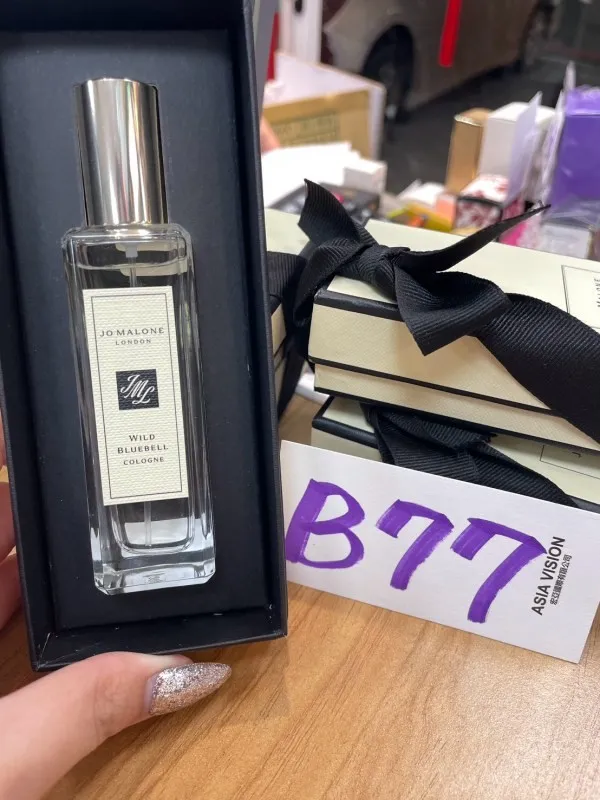 JO MALONE
LONDON
JML
WILD
BLUEBELL
COLOGNE
B77
ASIA VISION